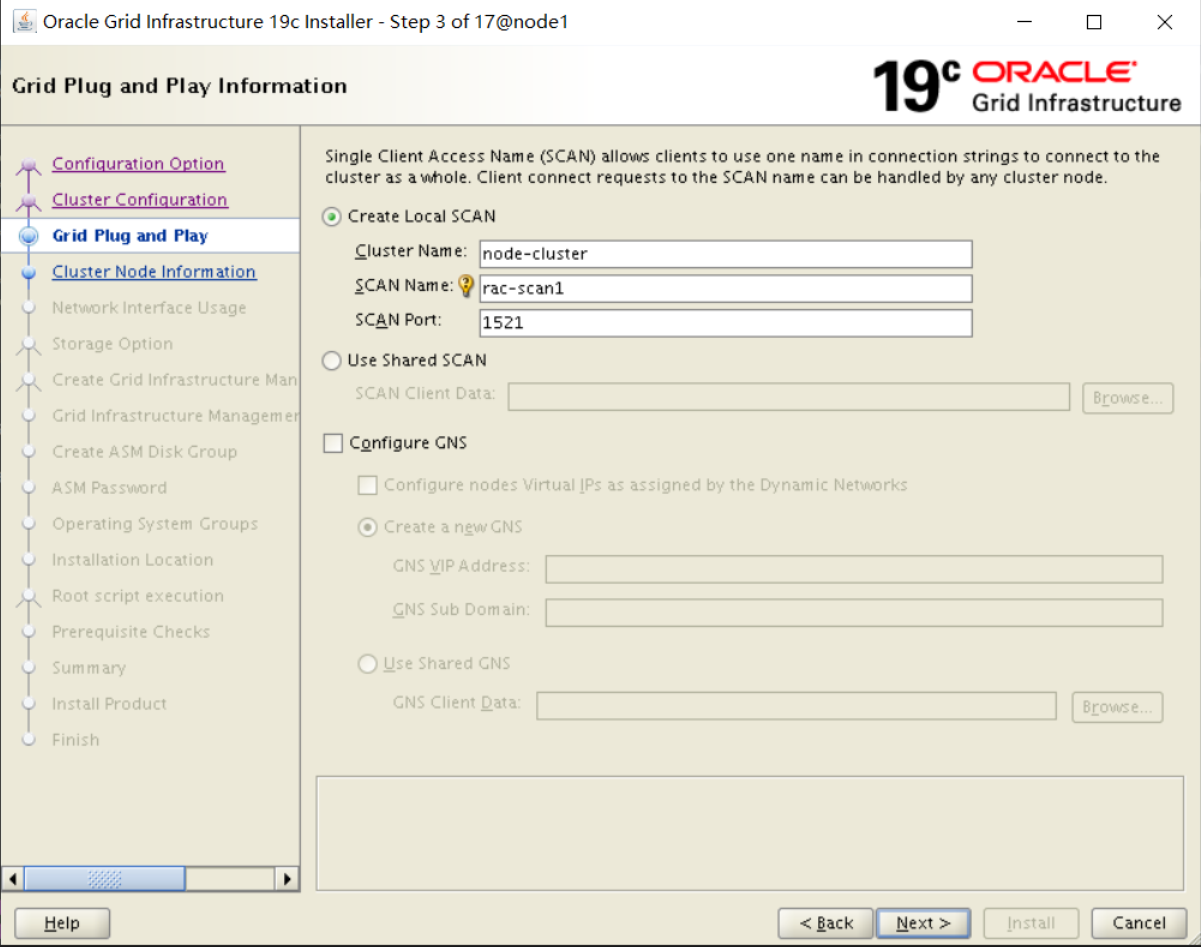 Oracle Grid Infrastructure 19c Installer - Step 3 of 17@node1
Grid Plug and Play Information
19c ORACLE
Grid Infrastructure
Configuration Option
Cluster Configuration
Grid Plug and Play
Cluster Node Information
Network Interface Usage
Storage Option
Create Grid Infrastructure Man
Grid Infrastructure Managemer
Create ASM Disk Group
ASM Password
Operating System Groups
Installation Location
Root script execution
Prerequisite Checks
Summary
Install Product
Finish
Single Client Access Name (SCAN) allows clients to use one name in connection strings to connect to the
cluster as a whole. Client connect requests to the SCAN name can be handled by any cluster node.
Create Local SCAN
Cluster Name: node-cluster
SCAN Name: rac-scan1
SCAN Port: 1521
Use Shared SCAN
SCAN Client Data: Browse...
Configure GNS
Configure nodes Virtual IPs as assigned by the Dynamic Networks
Create a new GNS
GNS VIP Address:
GNS Sub Domain:
Use Shared GNS
GNS Client Data: Browse...
Help < Back Next > Install Cancel